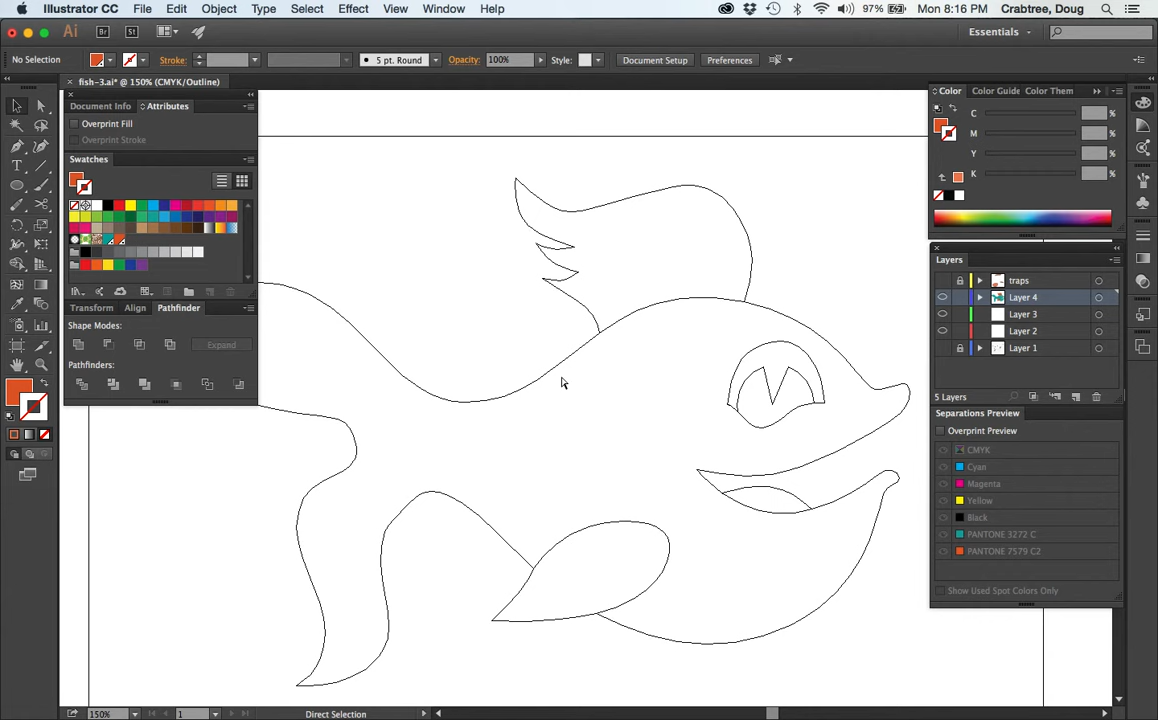 Illustrator CC File Edit Object Type Select Effect View Window Help 97% Mon 8:16 PM Crabtree, Doug
Ai Br St Essentials
No Selection Stroke: 5 pt. Round Opacity: 100% Style: Document Setup Preferences
× fish-3.ai* @ 150% (CMYK/Outline)
Document Info Attributes
Overprint Fill
Overprint Stroke
Swatches
Transform Align Pathfinder
Shape Modes:
Expand
Pathfinders:
Color Color Guide Color Them
C %
M %
Y %
K %
Layers
traps
Layer 4
Layer 3
Layer 2
Layer 1
5 Layers
Separations Preview
Overprint Preview
CMYK
Cyan
Magenta
Yellow
Black
PANTONE 3272 C
PANTONE 7579 C2
Show Used Spot Colors Only
150% 1 Direct Selection